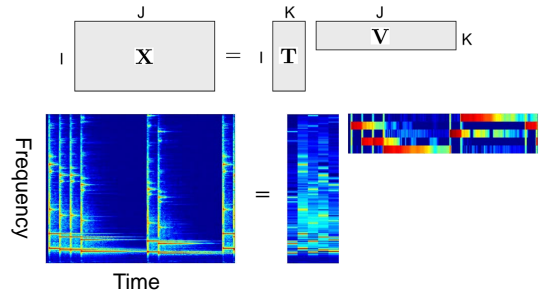 J
K
J
I
X
=
I
T
V
K
Frequency
=
Time